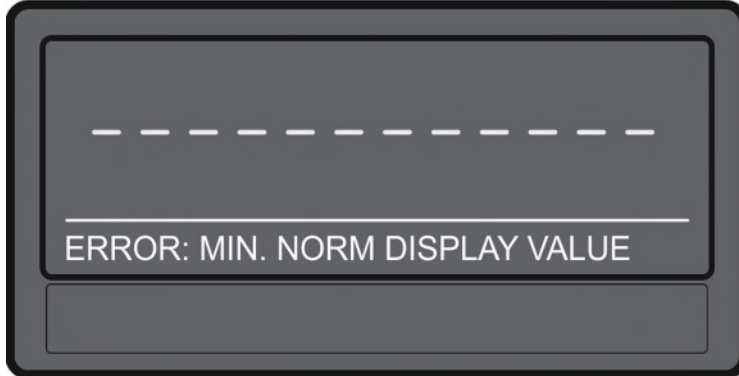 — — — — — — — — — — — —
ERROR: MIN. NORM DISPLAY VALUE